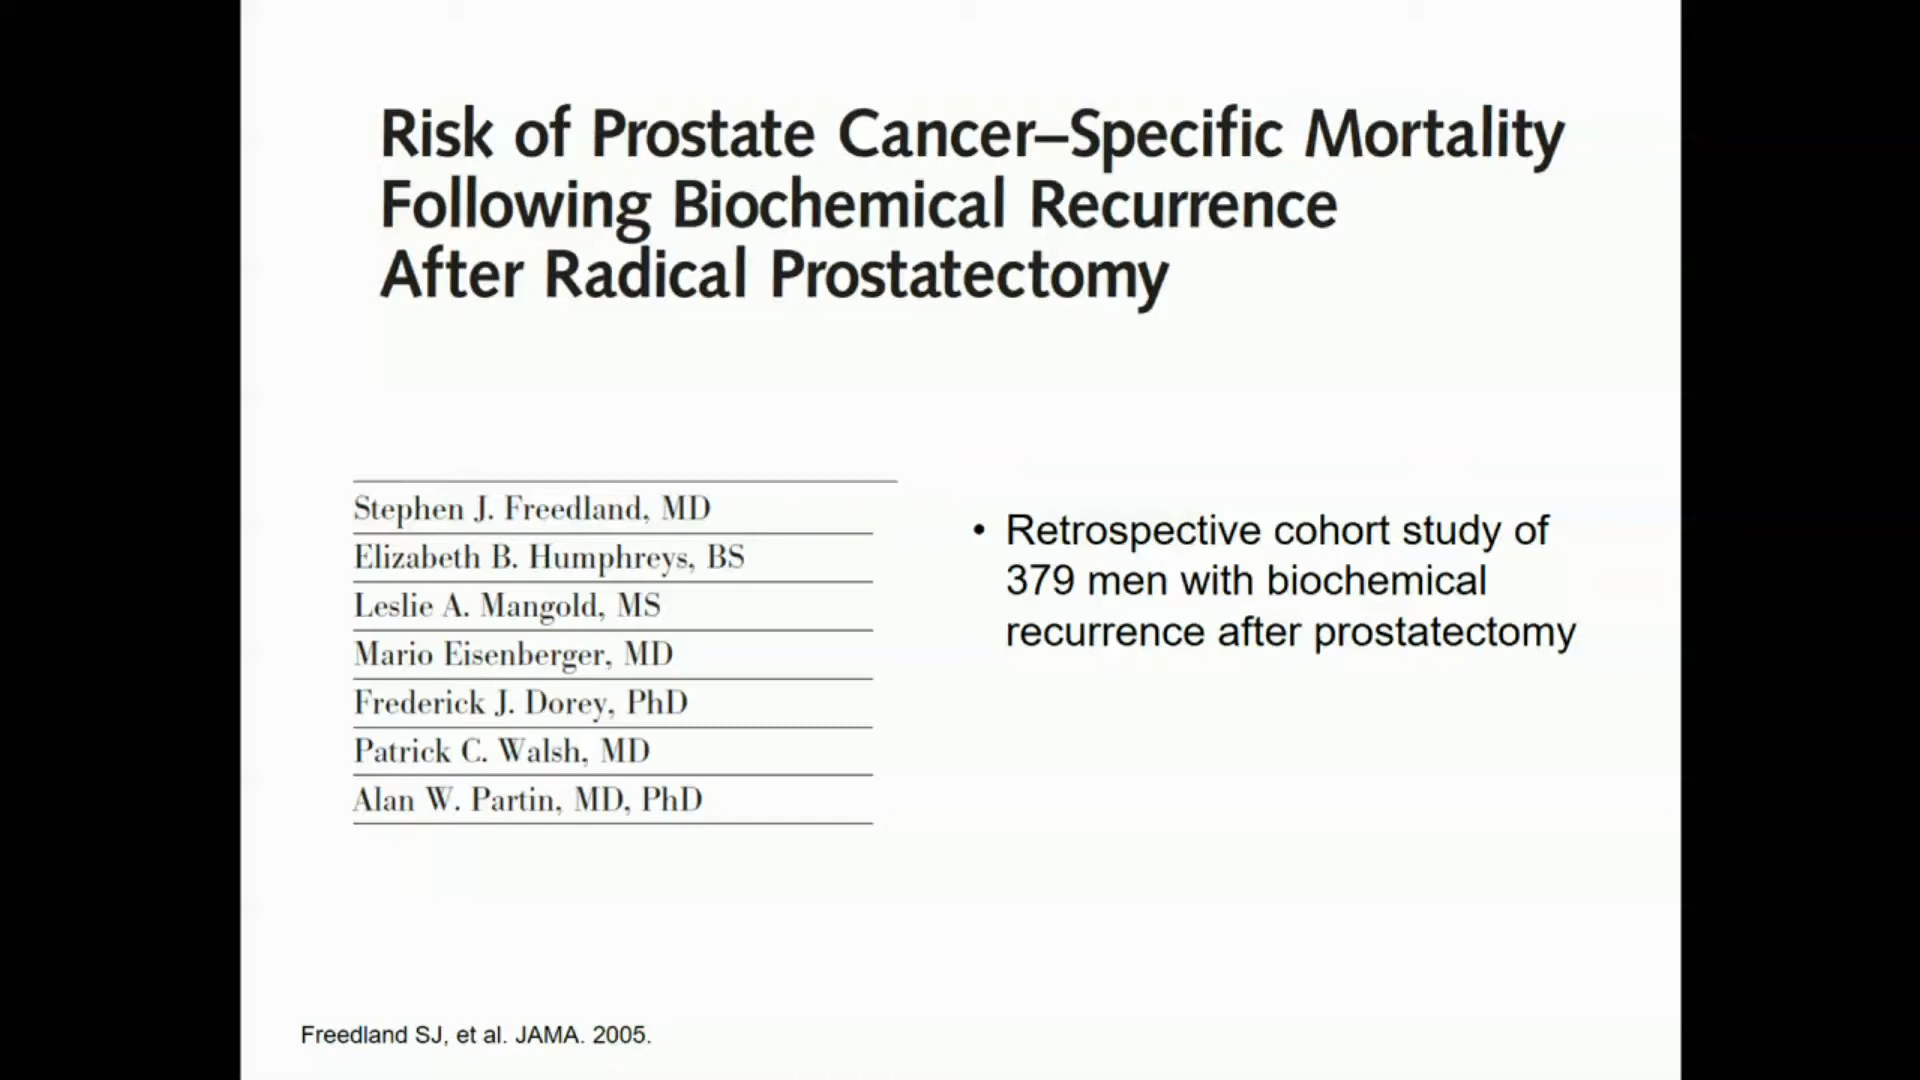 Risk of Prostate Cancer–Specific Mortality
Following Biochemical Recurrence
After Radical Prostatectomy
Stephen J. Freedland, MD
Elizabeth B. Humphreys, BS
Leslie A. Mangold, MS
Mario Eisenberger, MD
Frederick J. Dorey, PhD
Patrick C. Walsh, MD
Alan W. Partin, MD, PhD
• Retrospective cohort study of
379 men with biochemical
recurrence after prostatectomy
Freedland SJ, et al. JAMA. 2005.